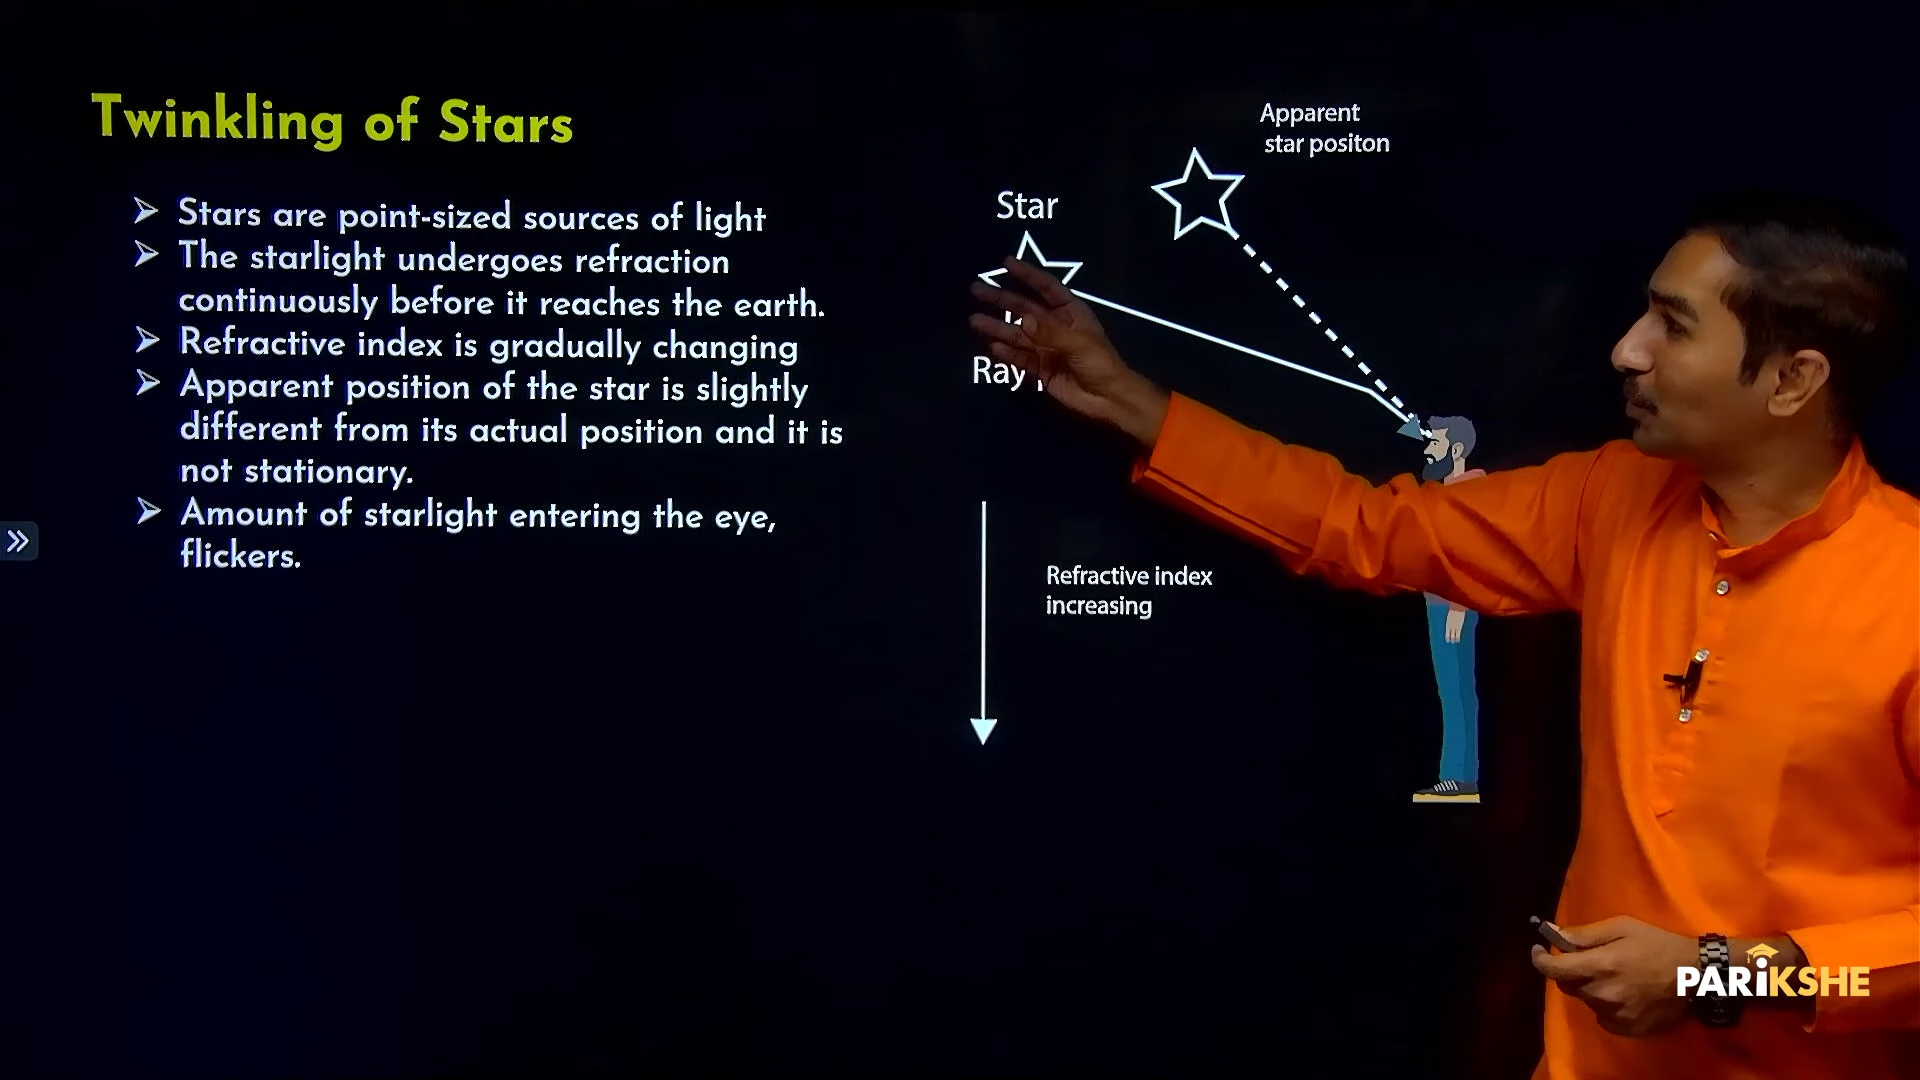 Twinkling of Stars
Stars are point-sized sources of light
The starlight undergoes refraction
continuously before it reaches the earth.
Refractive index is gradually changing
Apparent position of the star is slightly
different from its actual position and it is
not stationary.
Amount of starlight entering the eye,
flickers.
Apparent
star positon
Star
Ray
Refractive index
increasing
PARiKSHE